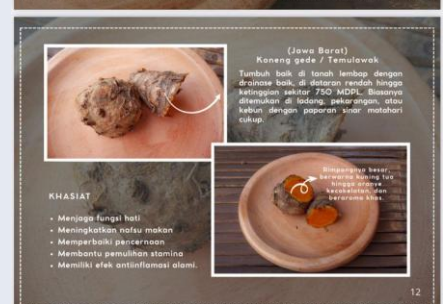 (Jawa Barat)
Koneng gede / Temulawak
Tumbuh baik di tanah lembap dengan
drainase baik, di dataran rendah hingga
ketinggian sekitar 750 MDPL. Biasanya
ditemukan di ladang, pekarangan, atau
kebun dengan paparan sinar matahari
cukup.
Rimpangnya besar,
berwarna kuning tua
hingga oranye
kecokelatan, dan
beraroma khas.
KHASIAT
• Menjaga fungsi hati
• Meningkatkan nafsu makan
• Memperbaiki pencernaan
• Membantu pemulihan stamina
• Memiliki efek antiinflamasi alami.
12